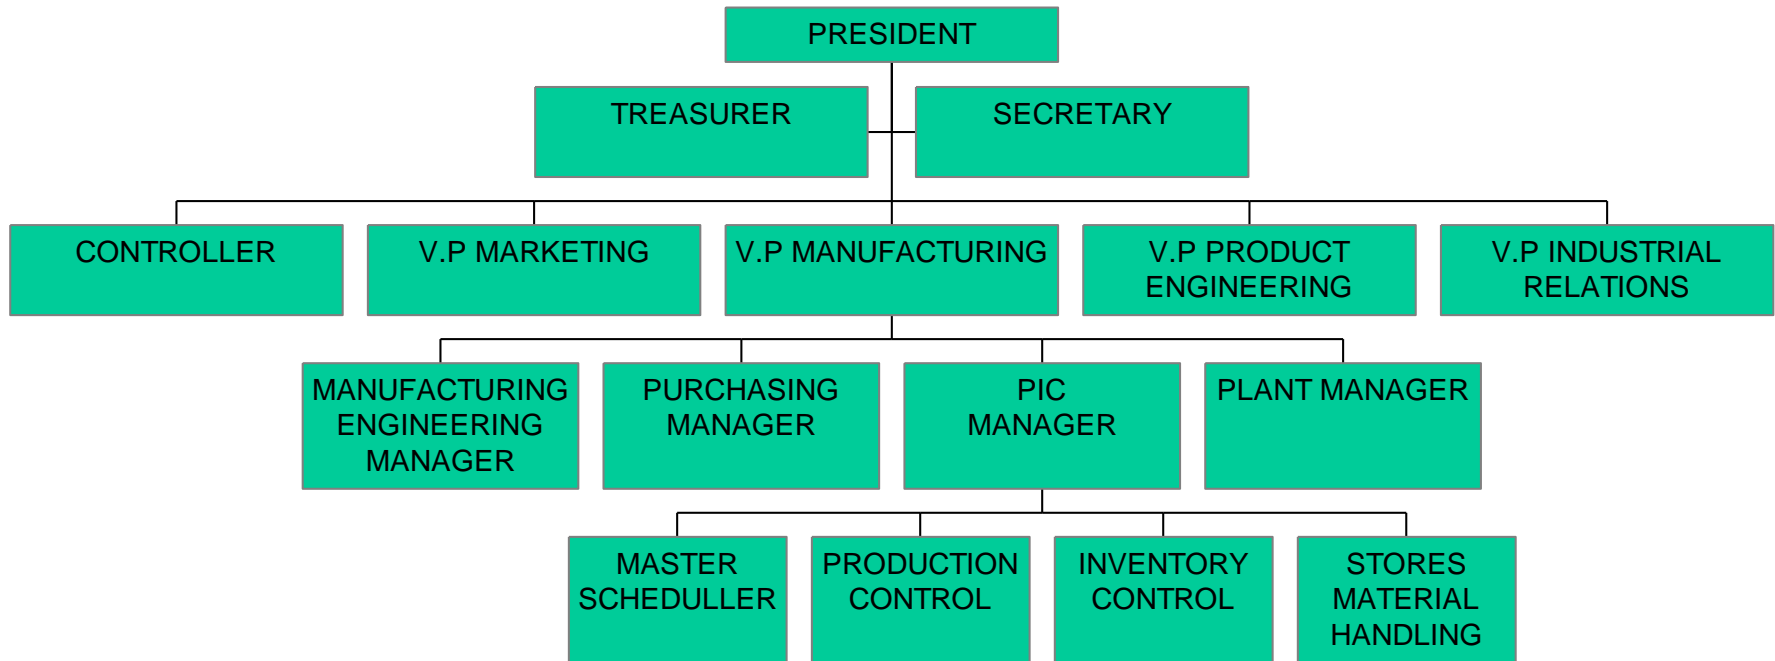 PRESIDENT
TREASURER
SECRETARY
CONTROLLER
V.P MARKETING
V.P MANUFACTURING
V.P PRODUCT
ENGINEERING
V.P INDUSTRIAL
RELATIONS
MANUFACTURING
ENGINEERING
MANAGER
PURCHASING
MANAGER
PIC
MANAGER
PLANT MANAGER
MASTER
SCHEDULLER
PRODUCTION
CONTROL
INVENTORY
CONTROL
STORES
MATERIAL
HANDLING